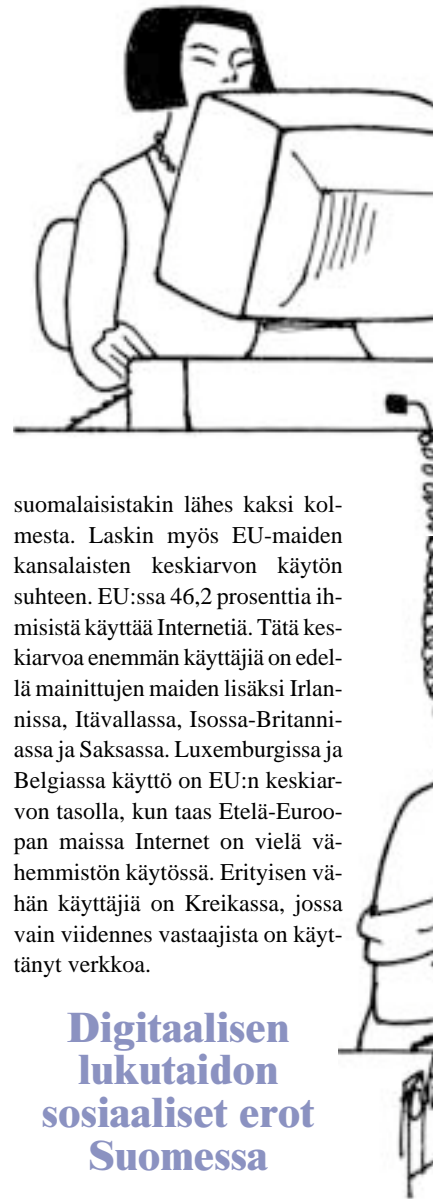 suomalaisistakin lähes kaksi kol-
mesta. Laskin myös EU-maiden
kansalaisten keskiarvon käytön
suhteen. EU:ssa 46,2 prosenttia ih-
misistä käyttää Internetiä. Tätä kes-
kiarvoa enemmän käyttäjiä on edel-
lä mainittujen maiden lisäksi Irlan-
nissa, Itävallassa, Isossa-Britanni-
assa ja Saksassa. Luxemburgissa ja
Belgiassa käyttö on EU:n keskiar-
von tasolla, kun taas Etelä-Euroo-
pan maissa Internet on vielä vä-
hemmistön käytössä. Erityisen vä-
hän käyttäjiä on Kreikassa, jossa
vain viidennes vastaajista on käyt-
tänyt verkkoa.
Digitaalisen
lukutaidon
sosiaaliset erot
Suomessa